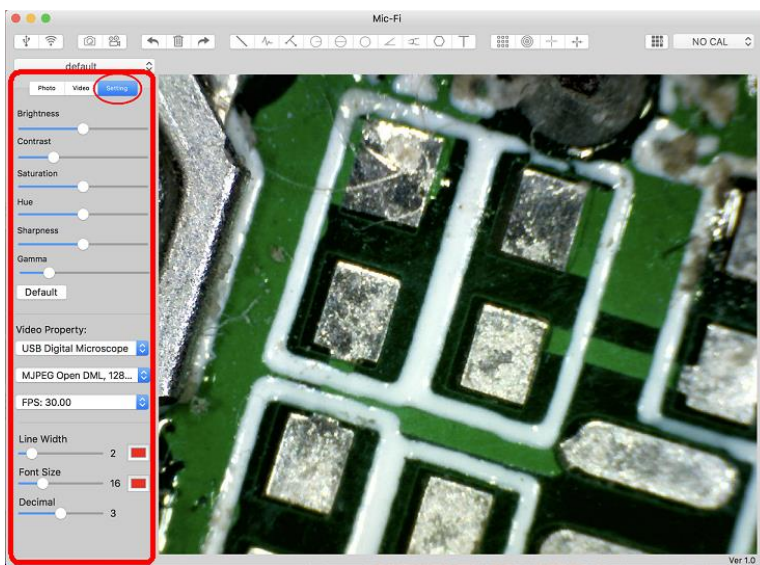 Mic-Fi
NO CAL
default
Photo Video Setting
Brightness
Contrast
Saturation
Hue
Sharpness
Gamma
Default
Video Property:
USB Digital Microscope
MJPEG Open DML, 128...
FPS: 30.00
Line Width
2
Font Size
16
Decimal
3
Ver 1.0